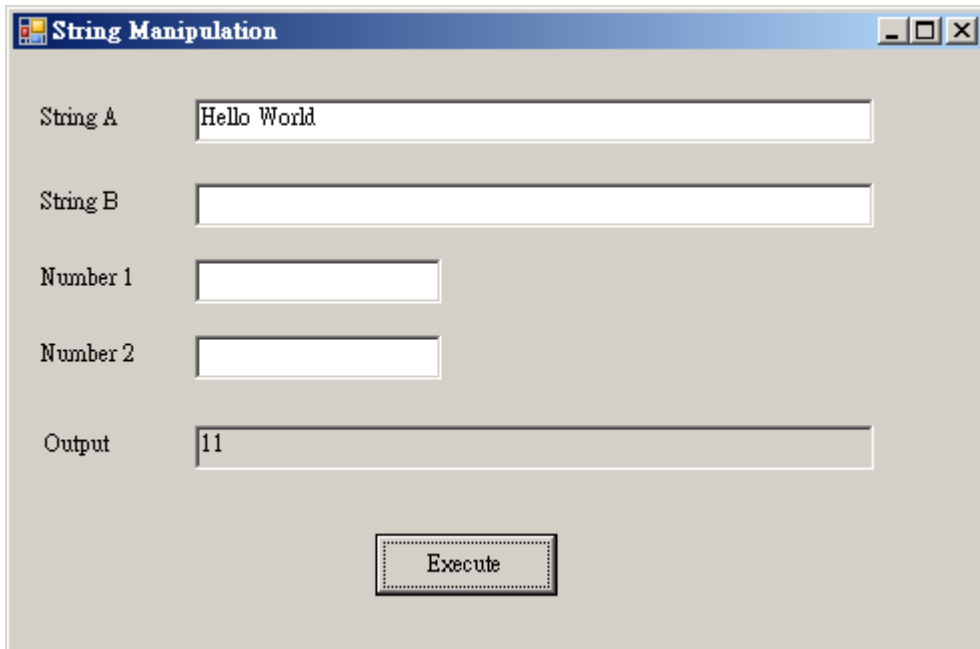 String Manipulation
String A
Hello World
String B
Number 1
Number 2
Output
11
Execute